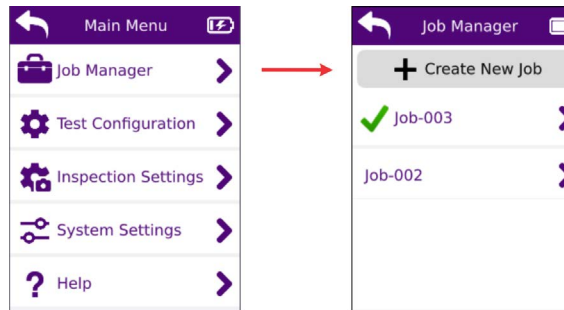 Main Menu
Job Manager
Test Configuration
Inspection Settings
System Settings
Help
Job Manager
Create New Job
Job-003
Job-002